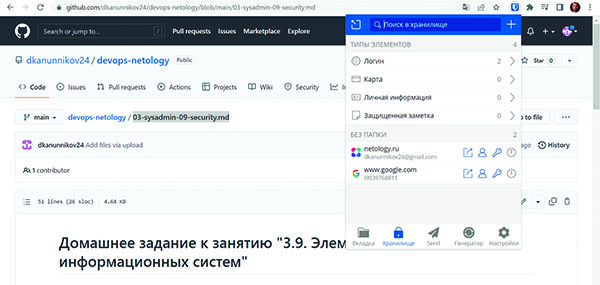 github.com/dkanunnikov24/devops-netology/blob/main/03-sysadmin-09-security.md
Search or jump to...
Pull requests Issues
dkanunnikov24 / devops-netology Public
Star 0
Code Issues Pull requests Actions Projects Wiki Security
main devops-netology / 03-sysadmin-09-security.md
to file
dkanunnikov24 Add files via upload
ago History
1 contributor
51 lines (26 sloc) 4.64 KB
Домашнее задание к занятию "3.9. Элем
информационных систем"
Поиск в хранилище
ТИПЫ ЭЛЕМЕНТОВ 4
Логин 2
Карта 0
Личная информация 0
Защищенная заметка 0
БЕЗ ПАПКИ 2
netology.ru
dkanunnikov24@gmail.com
www.google.com
Вкладка Хранилище Send Генератор Настройки